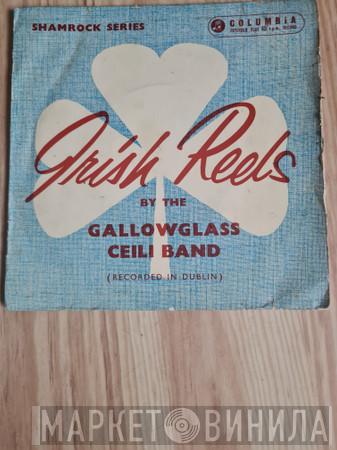 SHAMROCK SERIES
COLUMBIA
Irish Reels
BY THE
GALLOWGLASS
CEILI BAND
(RECORDED IN DUBLIN)
МАРКЕТ ВИНИЛА